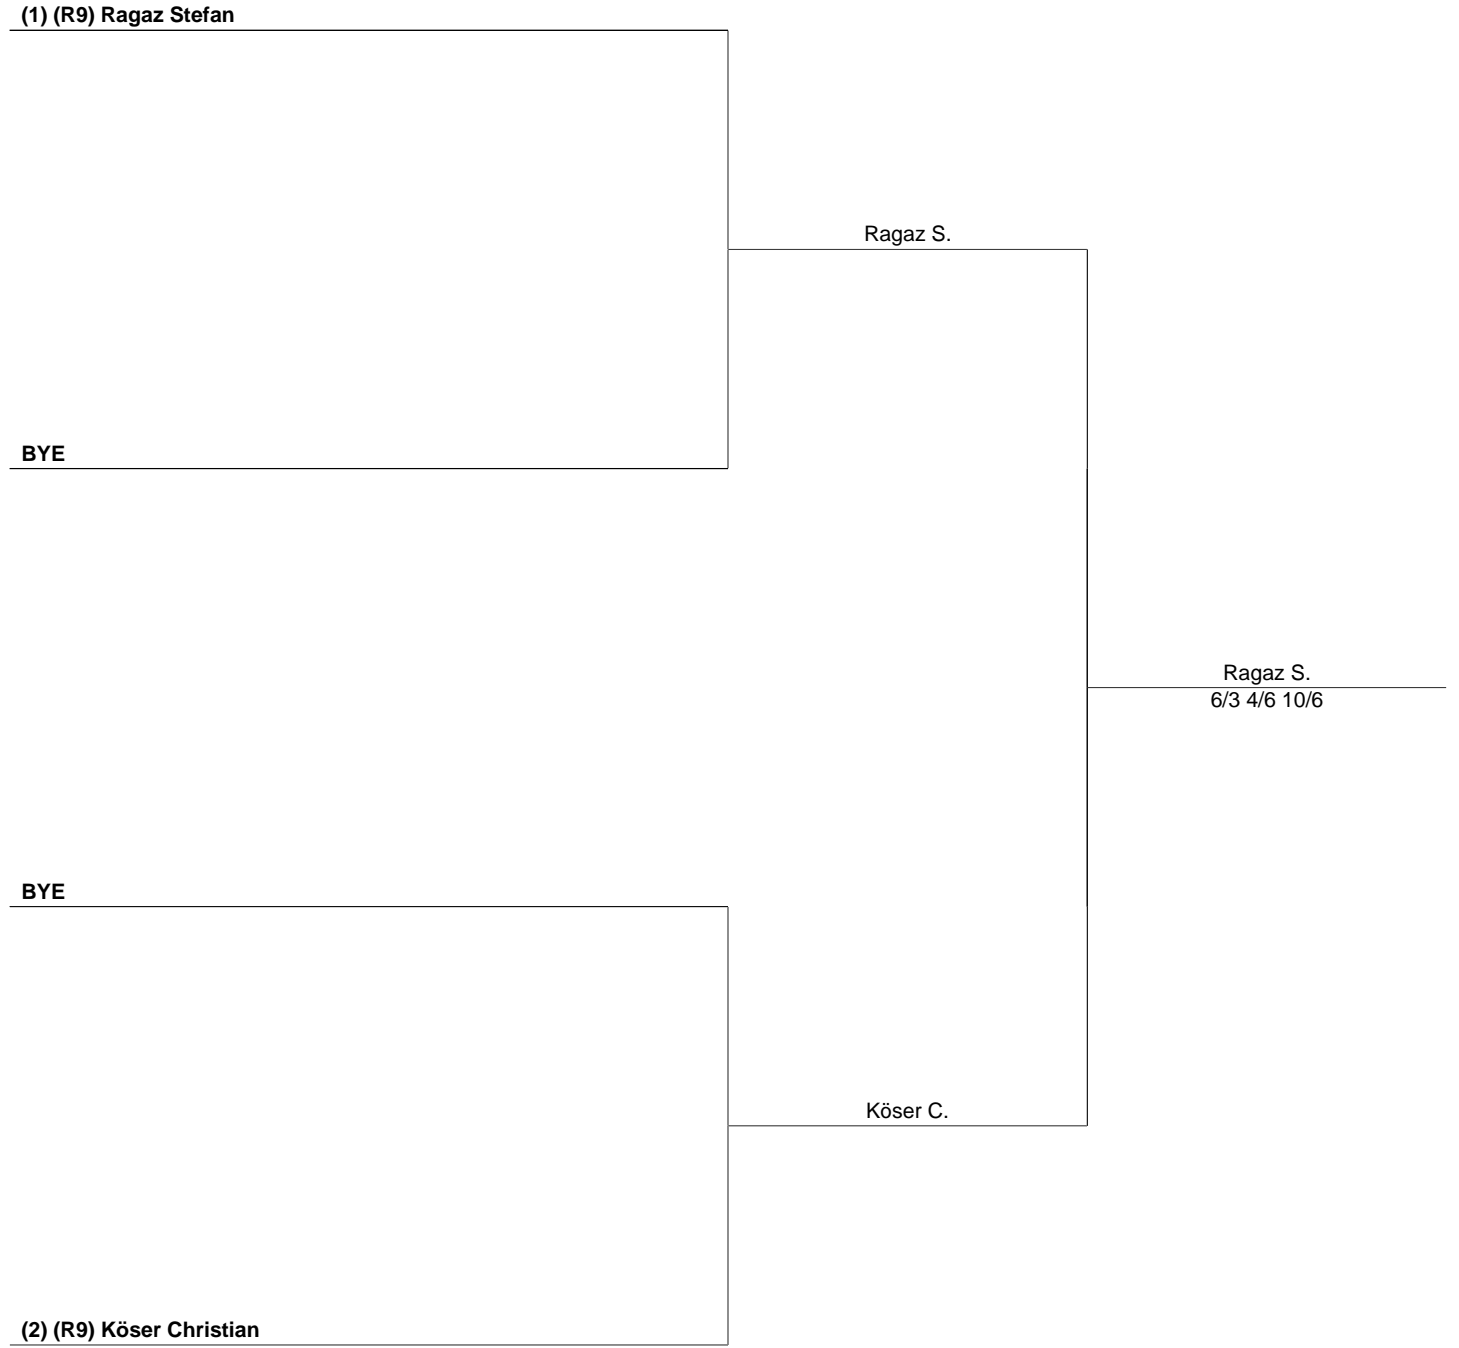 (1) (R9) Ragaz Stefan
Ragaz S.
BYE
Ragaz S.
6/3 4/6 10/6
BYE
Köser C.
(2) (R9) Köser Christian